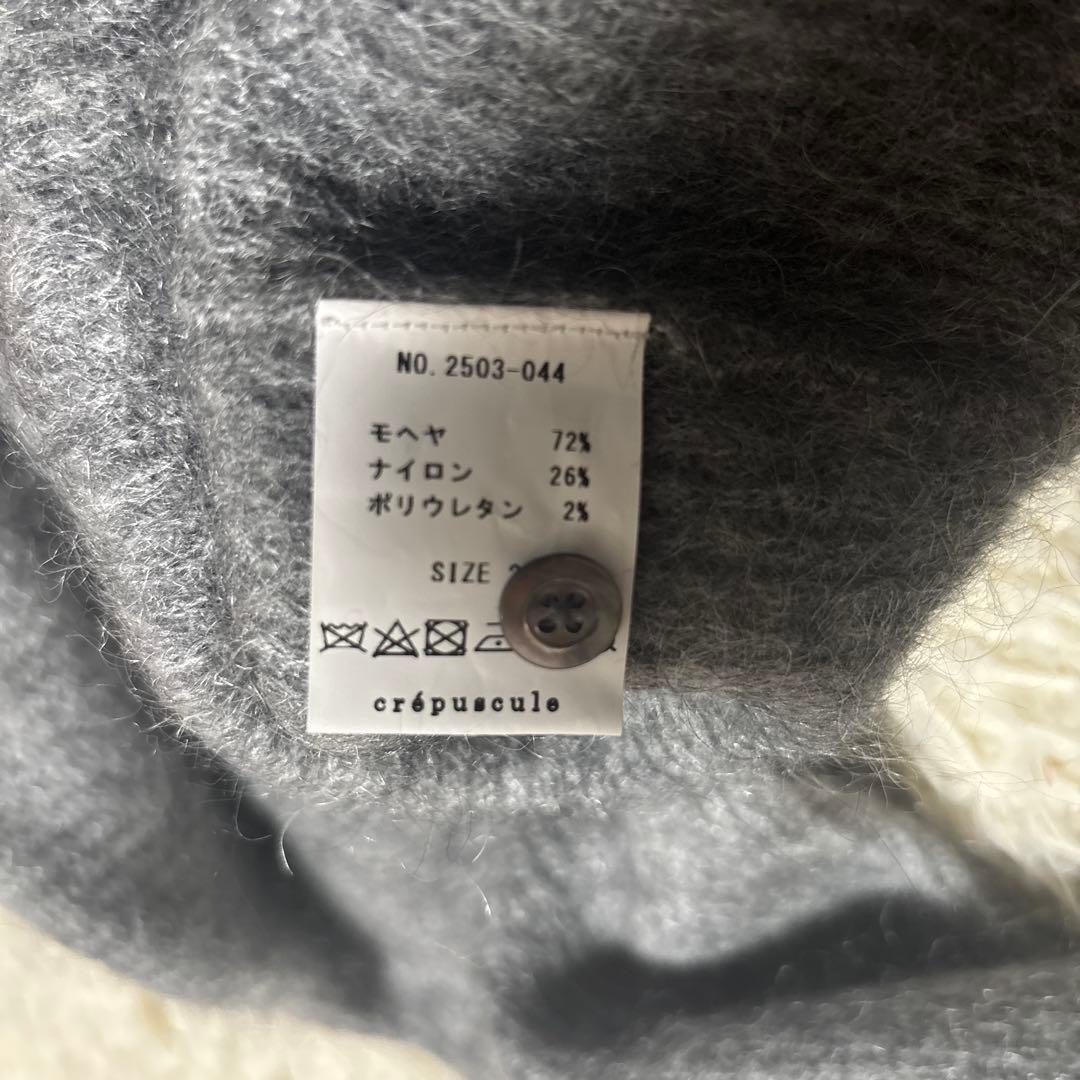 NO. 2503-044
モヘヤ 72%
ナイロン 26%
ポリウレタン 2%
SIZE
crépuscule